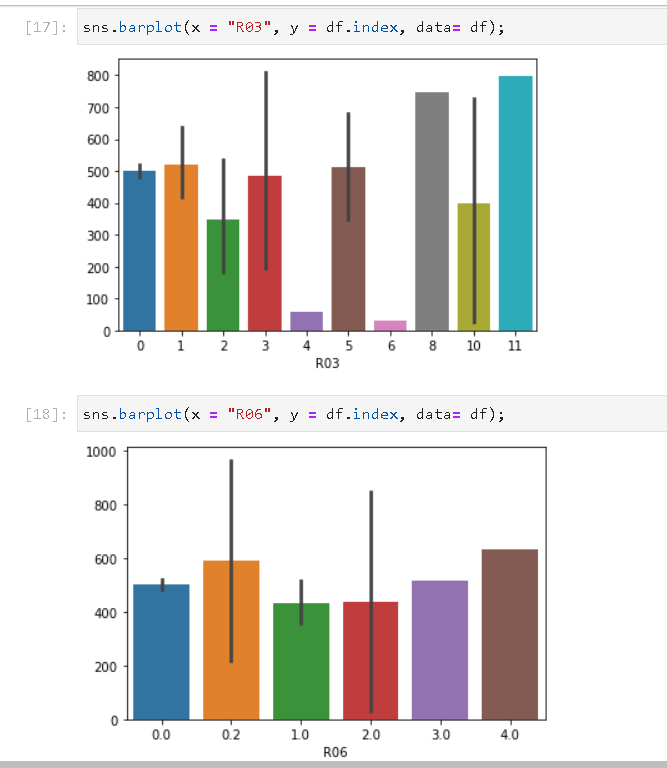 [17]: sns.barplot(x = "R03", y = df.index, data= df);
800
700
600
500
400
300
200
100
0
0 1 2 3 4 5 6 8 10 11
R03
[18]: sns.barplot(x = "R06", y = df.index, data= df);
1000
800
600
400
200
0
0.0 0.2 1.0 2.0 3.0 4.0
R06